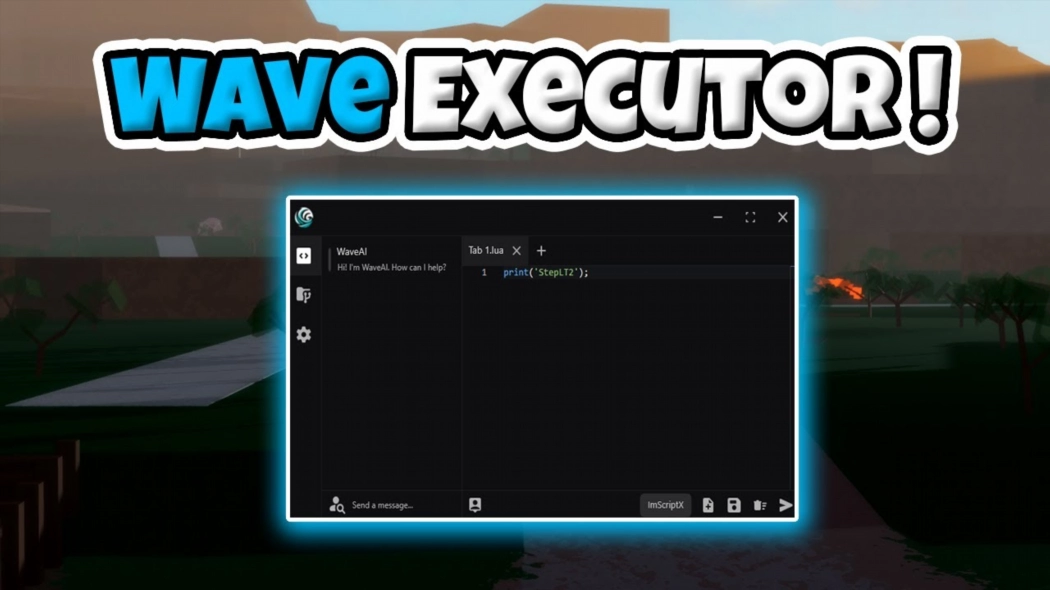 WAVE EXECUTOR!
WaveAI
Hi! I'm WaveAI. How can I help?
Tab 1.lua
1 print('StepLT2');
Send a message...
ImScriptX